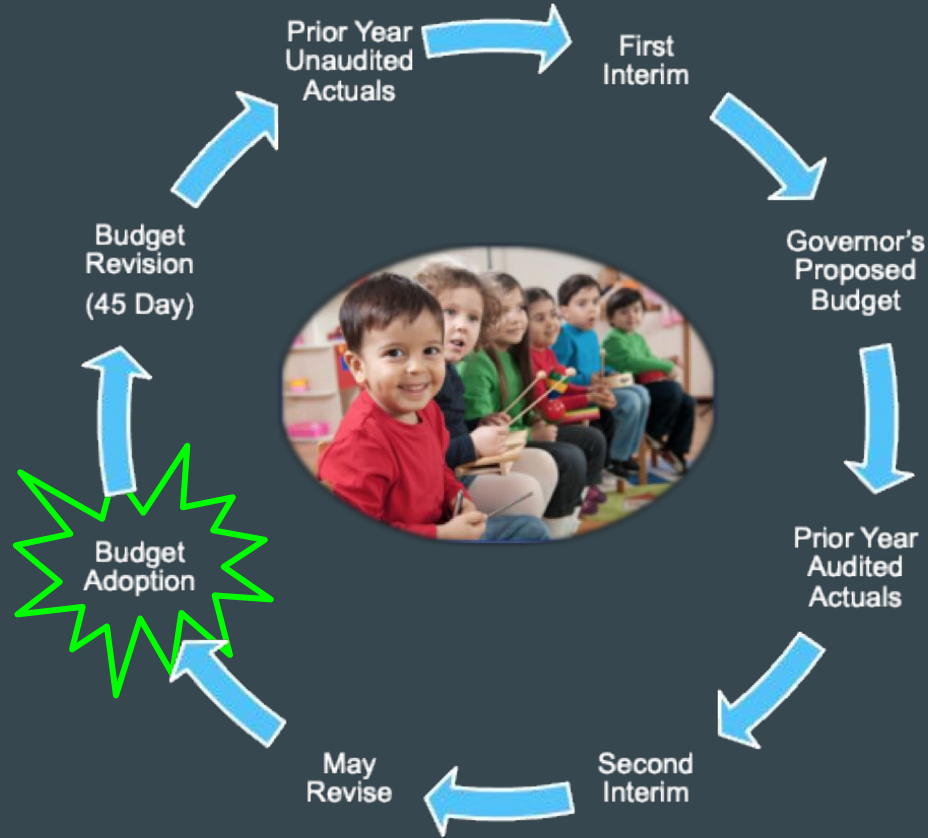 Prior Year
Unaudited
Actuals
First
Interim
Governor’s
Proposed
Budget
Prior Year
Audited
Actuals
Second
Interim
May
Revise
Budget
Adoption
Budget
Revision
(45 Day)